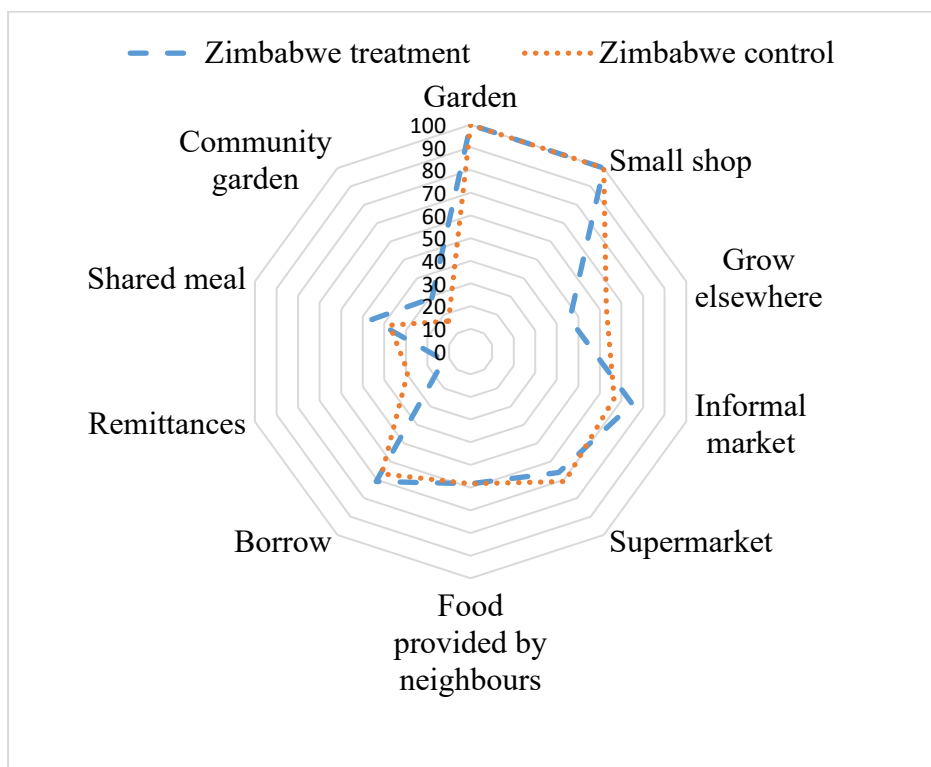 Zimbabwe treatment
Zimbabwe control
Garden
Small shop
Grow
elsewhere
Informal
market
Supermarket
Food
provided by
neighbours
Borrow
Remittances
Shared meal
Community
garden
100
90
80
70
60
50
40
30
20
10
0